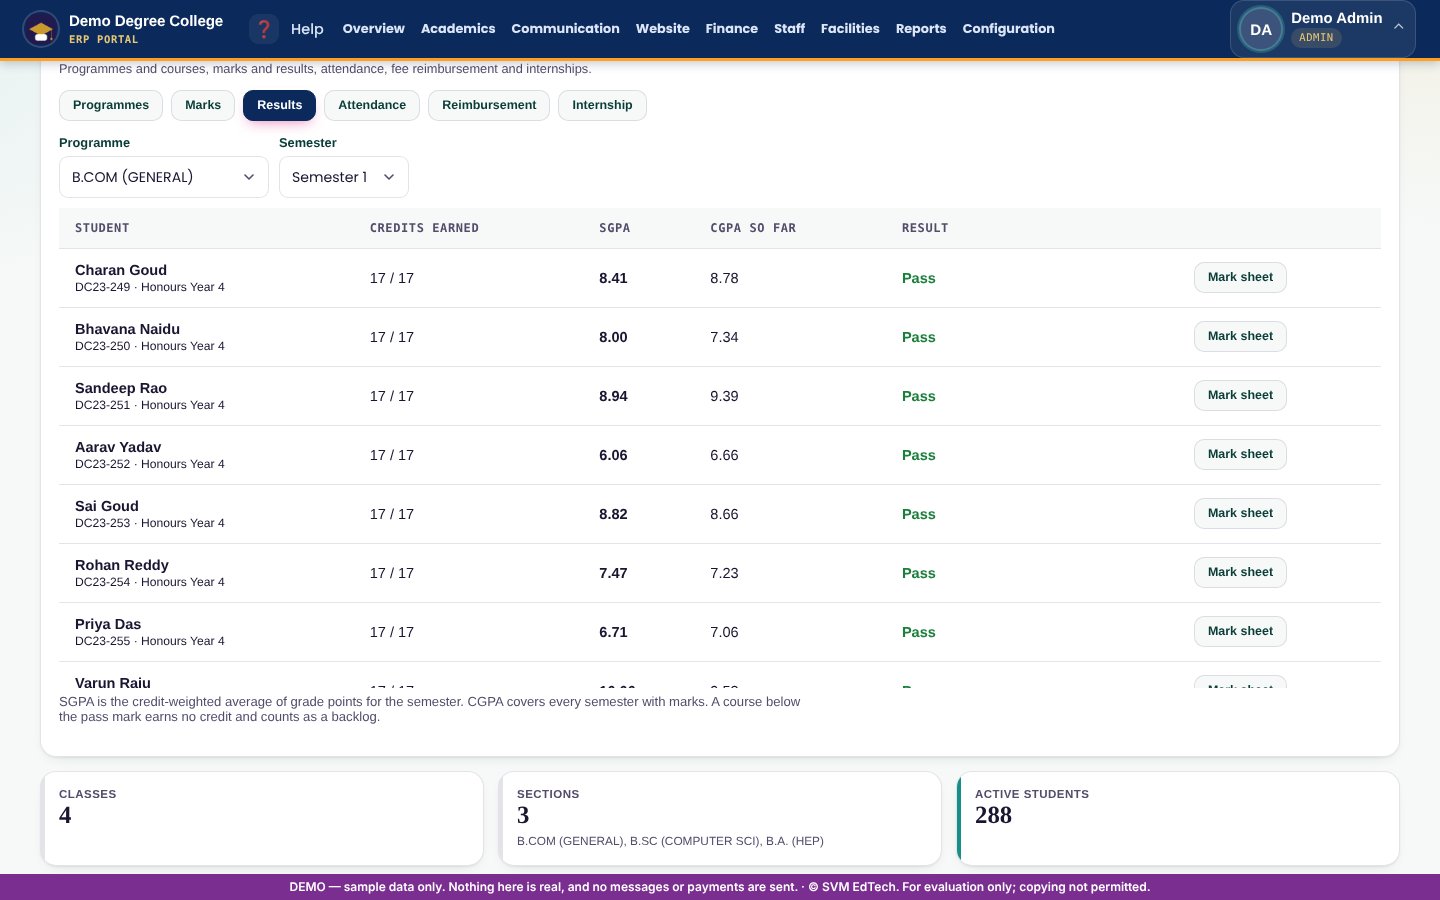 Demo Degree College
ERP PORTAL
❓ Help Overview Academics Communication Website Finance Staff Facilities Reports Configuration
DA Demo Admin
ADMIN
Programmes and courses, marks and results, attendance, fee reimbursement and internships.
Programmes Marks Results Attendance Reimbursement Internship
Programme Semester
B.COM (GENERAL) Semester 1
STUDENT CREDITS EARNED SGPA CGPA SO FAR RESULT
Charan Goud
DC23-249 · Honours Year 4
17 / 17 8.41 8.78 Pass Mark sheet
Bhavana Naidu
DC23-250 · Honours Year 4
17 / 17 8.00 7.34 Pass Mark sheet
Sandeep Rao
DC23-251 · Honours Year 4
17 / 17 8.94 9.39 Pass Mark sheet
Aarav Yadav
DC23-252 · Honours Year 4
17 / 17 6.06 6.66 Pass Mark sheet
Sai Goud
DC23-253 · Honours Year 4
17 / 17 8.82 8.66 Pass Mark sheet
Rohan Reddy
DC23-254 · Honours Year 4
17 / 17 7.47 7.23 Pass Mark sheet
Priya Das
DC23-255 · Honours Year 4
17 / 17 6.71 7.06 Pass Mark sheet
Varun Raju
SGPA is the credit-weighted average of grade points for the semester. CGPA covers every semester with marks. A course below
the pass mark earns no credit and counts as a backlog.
CLASSES
4
SECTIONS
3
B.COM (GENERAL), B.SC (COMPUTER SCI), B.A. (HEP)
ACTIVE STUDENTS
288
DEMO — sample data only. Nothing here is real, and no messages or payments are sent. · © SVM EdTech. For evaluation only; copying not permitted.